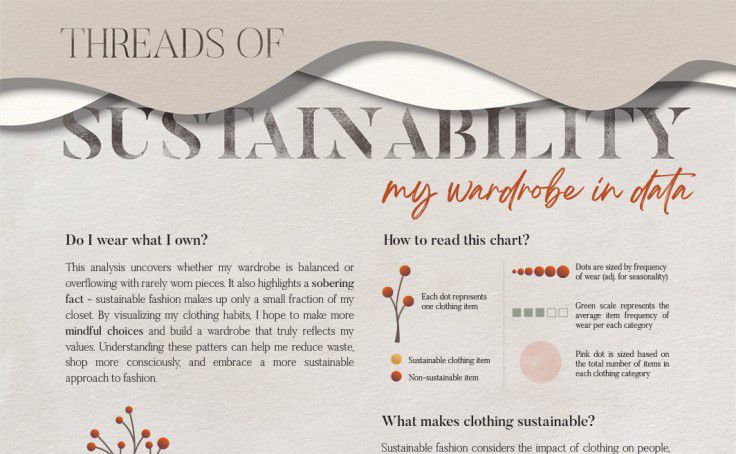 THREADS OF
SUSTAINABILITY
my wardrobe in data
Do I wear what I own?
This analysis uncovers whether my wardrobe is balanced or
overflowing with rarely worn pieces. It also highlights a sobering
fact - sustainable fashion makes up only a small fraction of my
closet. By visualizing my clothing habits, I hope to make more
mindful choices and build a wardrobe that truly reflects my
values. Understanding these patters can help me reduce waste,
shop more consciously, and embrace a more sustainable
approach to fashion.
How to read this chart?
Each dot represents
one clothing item
Sustainable clothing item
Non-sustainable item
Dots are sized by frequency
of wear (adj. for seasonality)
Green scale represents the
average item frequency of
wear per each category
Pink dot is sized based on
the total number of items in
each clothing category
What makes clothing sustainable?
Sustainable fashion considers the impact of clothing on people,